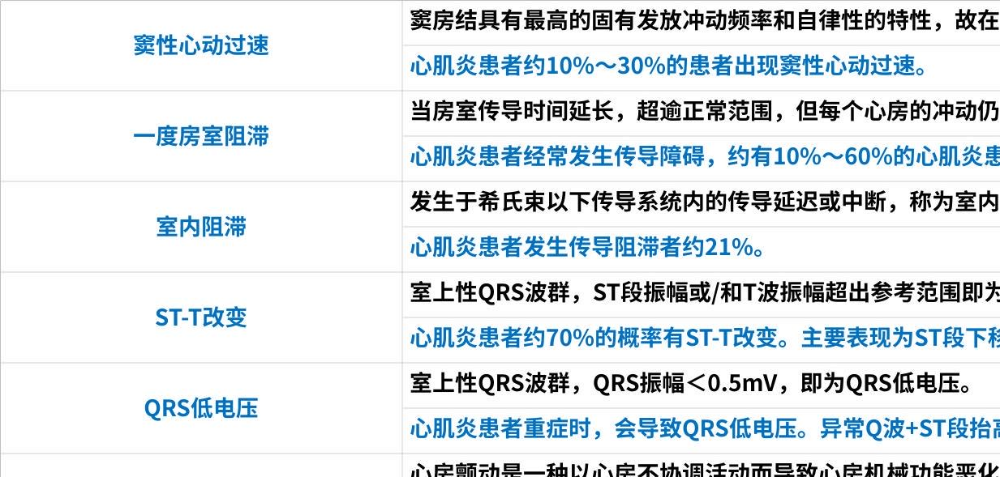 窦房结具有最高的固有发放冲动频率和自律性的特性，故在
窦性心动过速
心肌炎患者约10%～30%的患者出现窦性心动过速。
当房室传导时间延长，超逾正常范围，但每个心房的冲动仍
一度房室阻滞
心肌炎患者经常发生传导障碍，约有10%～60%的心肌炎患
发生于希氏束以下传导系统内的传导延迟或中断，称为室内
室内阻滞
心肌炎患者发生传导阻滞者约21%。
室上性QRS波群，ST段振幅或/和T波振幅超出参考范围即为
ST-T改变
心肌炎患者约70%的概率有ST-T改变。主要表现为ST段下移
室上性QRS波群，QRS振幅＜0.5mV，即为QRS低电压。
QRS低电压
心肌炎患者重症时，会导致QRS低电压。异常Q波+ST段抬高
心房颤动是一种以心房不协调活动而导致心房机械功能恶化